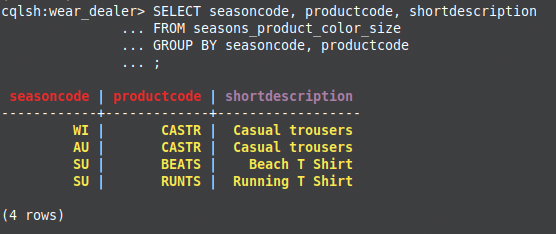 cqlsh:wear_dealer> SELECT seasoncode, productcode, shortdescription
... FROM seasons_product_color_size
... GROUP BY seasoncode, productcode
... ;
seasoncode | productcode | shortdescription
------------+-------------+------------------
WI | CASTR | Casual trousers
AU | CASTR | Casual trousers
SU | BEATS | Beach T Shirt
SU | RUNTS | Running T Shirt
(4 rows)